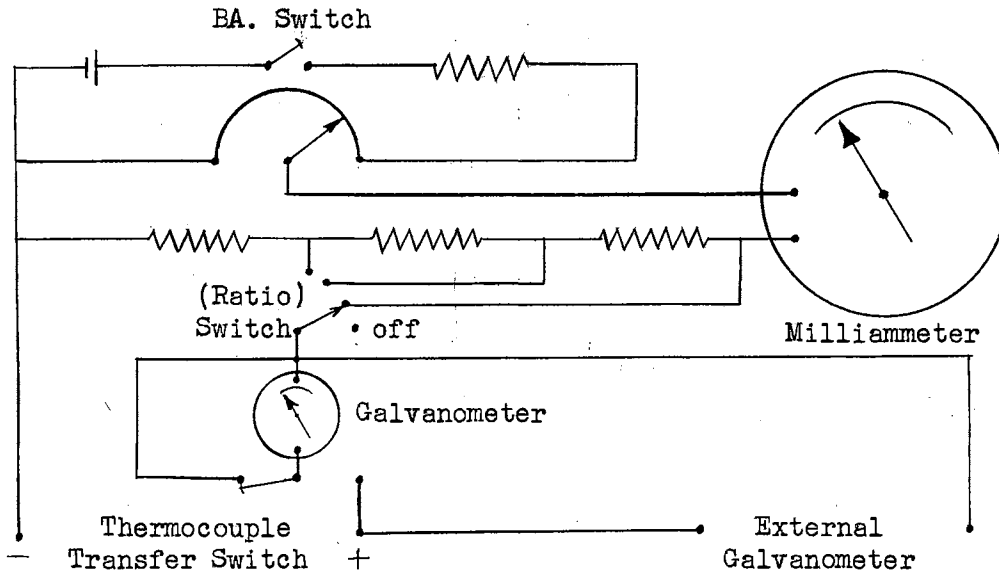 BA. Switch
(Ratio)
Switch
off
Milliammeter
Galvanometer
Thermocouple
Transfer Switch
- +
External
Galvanometer